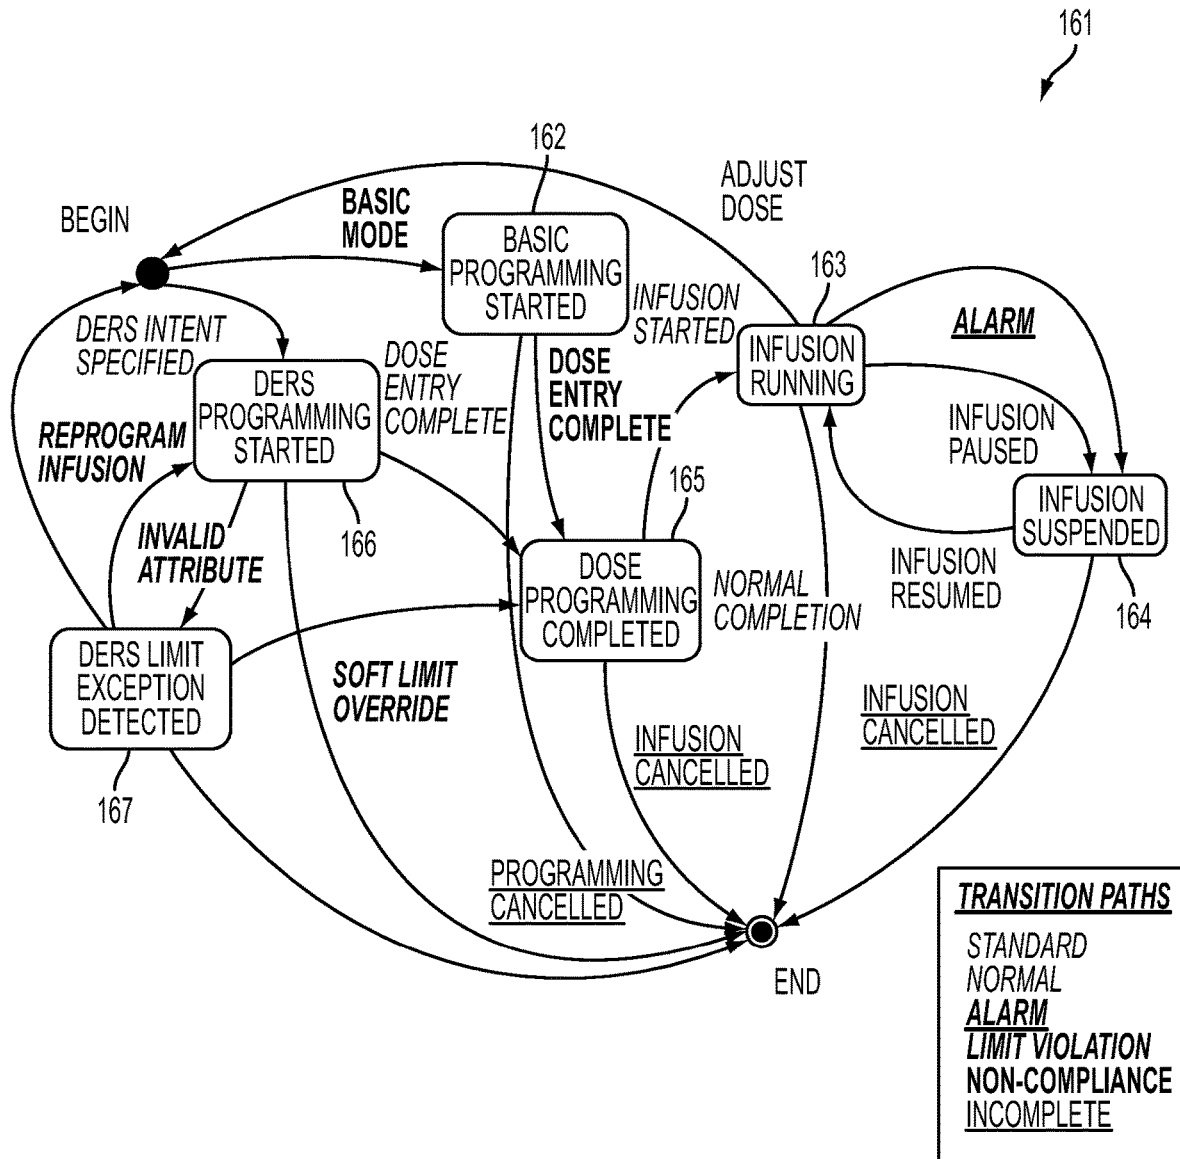 161
162
BEGIN
BASIC
MODE
ADJUST
DOSE
BASIC
PROGRAMMING
STARTED
163
INFUSION
STARTED
ALARM
DERS INTENT
SPECIFIED
DOSE
ENTRY
COMPLETE
DOSE
ENTRY
COMPLETE
INFUSION
RUNNING
DERS
PROGRAMMING
STARTED
INFUSION
PAUSED
REPROGRAM
INFUSION
165
INFUSION
SUSPENDED
INVALID
ATTRIBUTE
166
DOSE
PROGRAMMING
COMPLETED
NORMAL
COMPLETION
INFUSION
RESUMED
164
DERS LIMIT
EXCEPTION
DETECTED
SOFT LIMIT
OVERRIDE
INFUSION
CANCELLED
INFUSION
CANCELLED
167
PROGRAMMING
CANCELLED
END
TRANSITION PATHS
STANDARD
NORMAL
ALARM
LIMIT VIOLATION
NON-COMPLIANCE
INCOMPLETE